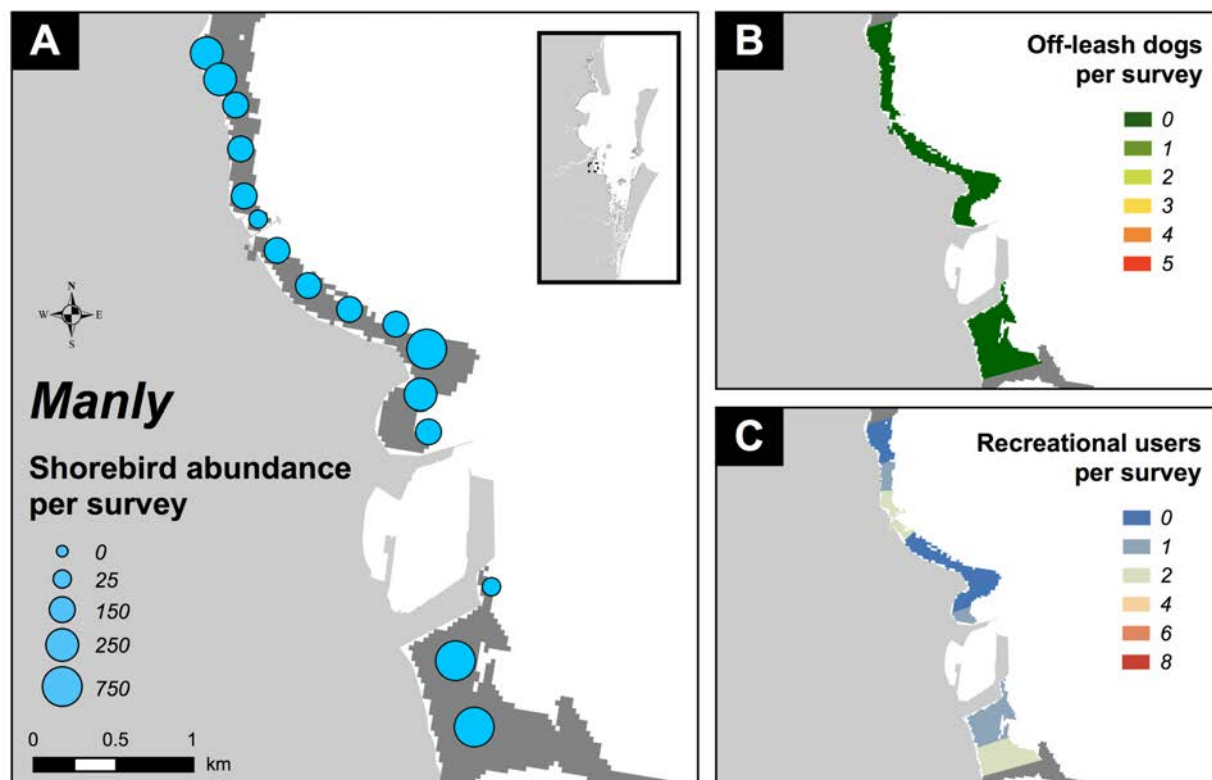 A
N
W E
S
Manly
Shorebird abundance
per survey
0
25
150
250
750
0 0.5 1
km
B
Off-leash dogs
per survey
0
1
2
3
4
5
C
Recreational users
per survey
0
1
2
4
6
8